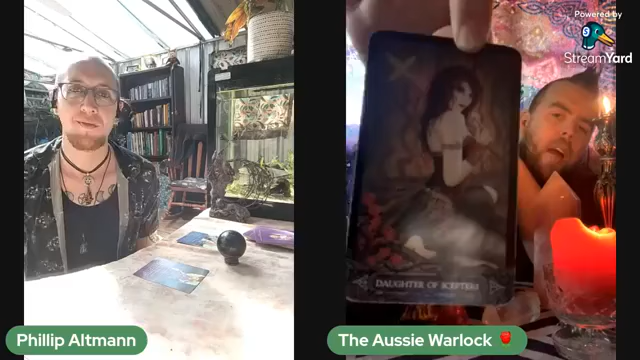 Powered by
StreamYard
DAUGHTER OF SCEPTERS
Phillip Altmann
The Aussie Warlock